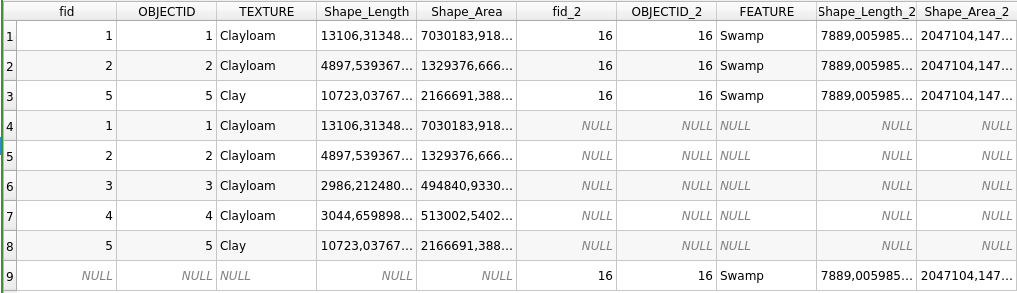 fid OBJECTID TEXTURE Shape_Length Shape_Area fid_2 OBJECTID_2 FEATURE Shape_Length_2 Shape_Area_2
1 1 1 Clayloam 13106,31348… 7030183,918… 16 16 Swamp 7889,005985… 2047104,147…
2 2 2 Clayloam 4897,539367… 1329376,666… 16 16 Swamp 7889,005985… 2047104,147…
3 5 5 Clay 10723,03767… 2166691,388… 16 16 Swamp 7889,005985… 2047104,147…
4 1 1 Clayloam 13106,31348… 7030183,918… NULL NULL NULL NULL NULL
5 2 2 Clayloam 4897,539367… 1329376,666… NULL NULL NULL NULL NULL
6 3 3 Clayloam 2986,212480… 494840,9330… NULL NULL NULL NULL NULL
7 4 4 Clayloam 3044,659898… 513002,5402… NULL NULL NULL NULL NULL
8 5 5 Clay 10723,03767… 2166691,388… NULL NULL NULL NULL NULL
9 NULL NULL NULL NULL NULL 16 16 Swamp 7889,005985… 2047104,147…